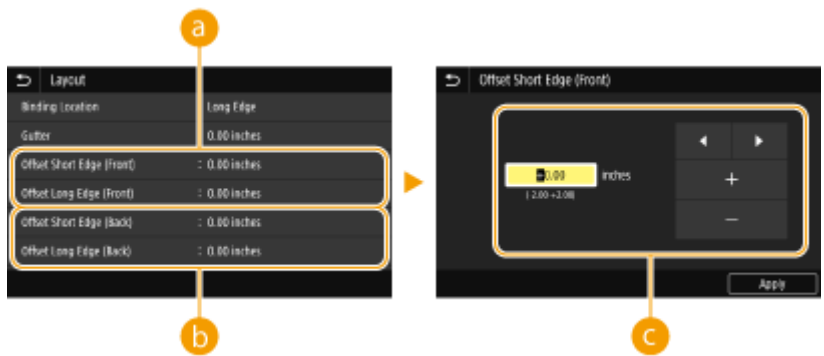 a
Layout
Binding Location Long Edge
Gutter 0.00 inches
Offset Short Edge (Front) : 0.00 inches
Offset Long Edge (Front) : 0.00 inches
Offset Short Edge (Back) : 0.00 inches
Offset Long Edge (Back) : 0.00 inches
b
Offset Short Edge (Front)
0.00 inches
( 2.00 +2.00)
+
−
Apply
c